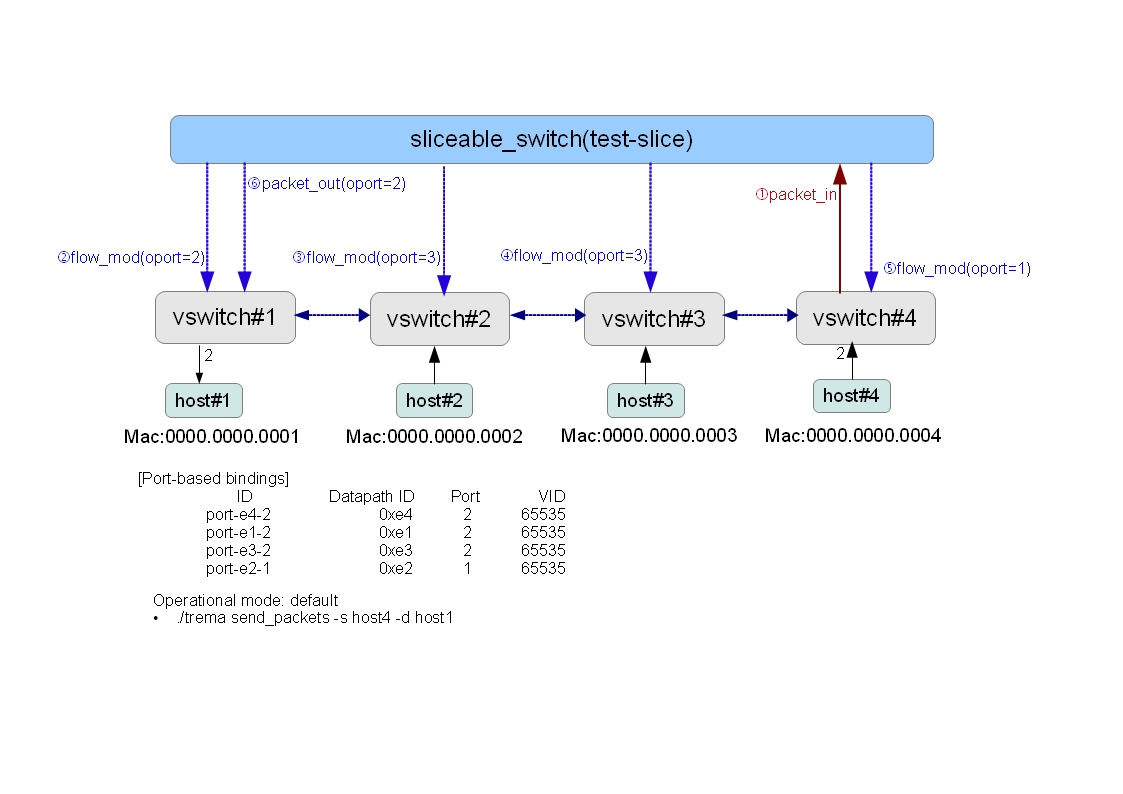 sliceable_switch(test-slice)
⑥packet_out(oport=2)
①packet_in
②flow_mod(oport=2)
③flow_mod(oport=3)
④flow_mod(oport=3)
⑤flow_mod(oport=1)
vswitch#1
vswitch#2
vswitch#3
vswitch#4
2
2
host#1
host#2
host#3
host#4
Mac:0000.0000.0001
Mac:0000.0000.0002
Mac:0000.0000.0003
Mac:0000.0000.0004
[Port-based bindings]
ID Datapath ID Port VID
port-e4-2 0xe4 2 65535
port-e1-2 0xe1 2 65535
port-e3-2 0xe3 2 65535
port-e2-1 0xe2 1 65535
Operational mode: default
• ./trema send_packets -s host4 -d host1